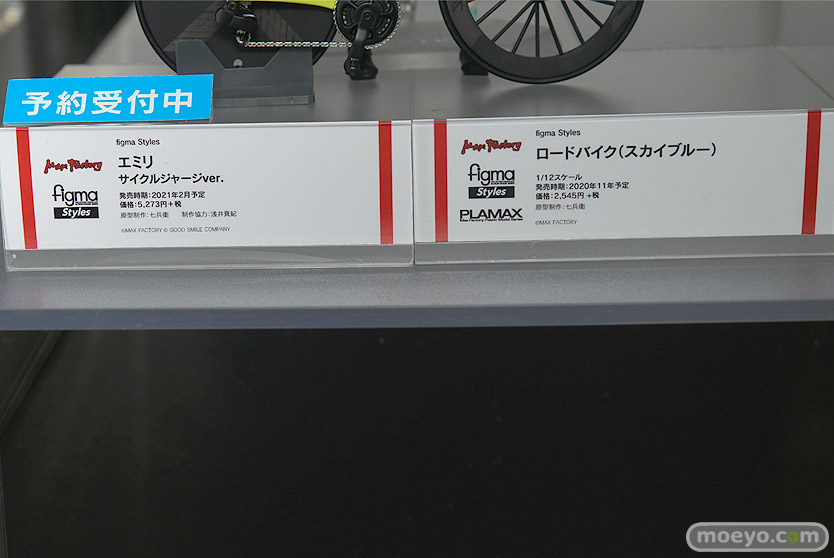 予約受付中
figma Styles
Max Factory
エミリ
サイクルジャージver.
figma
Styles
発売時期：2021年2月予定
価格：5,273円＋税
原型制作：七兵衛　制作協力：浅井真紀
©MAX FACTORY © GOOD SMILE COMPANY
figma Styles
Max Factory
ロードバイク（スカイブルー）
figma
Styles
1/12スケール
発売時期：2020年11月予定
価格：2,545円＋税
原型制作：七兵衛
PLAMAX
Max Factory Plastic Model Series
©MAX FACTORY
moeyo.com